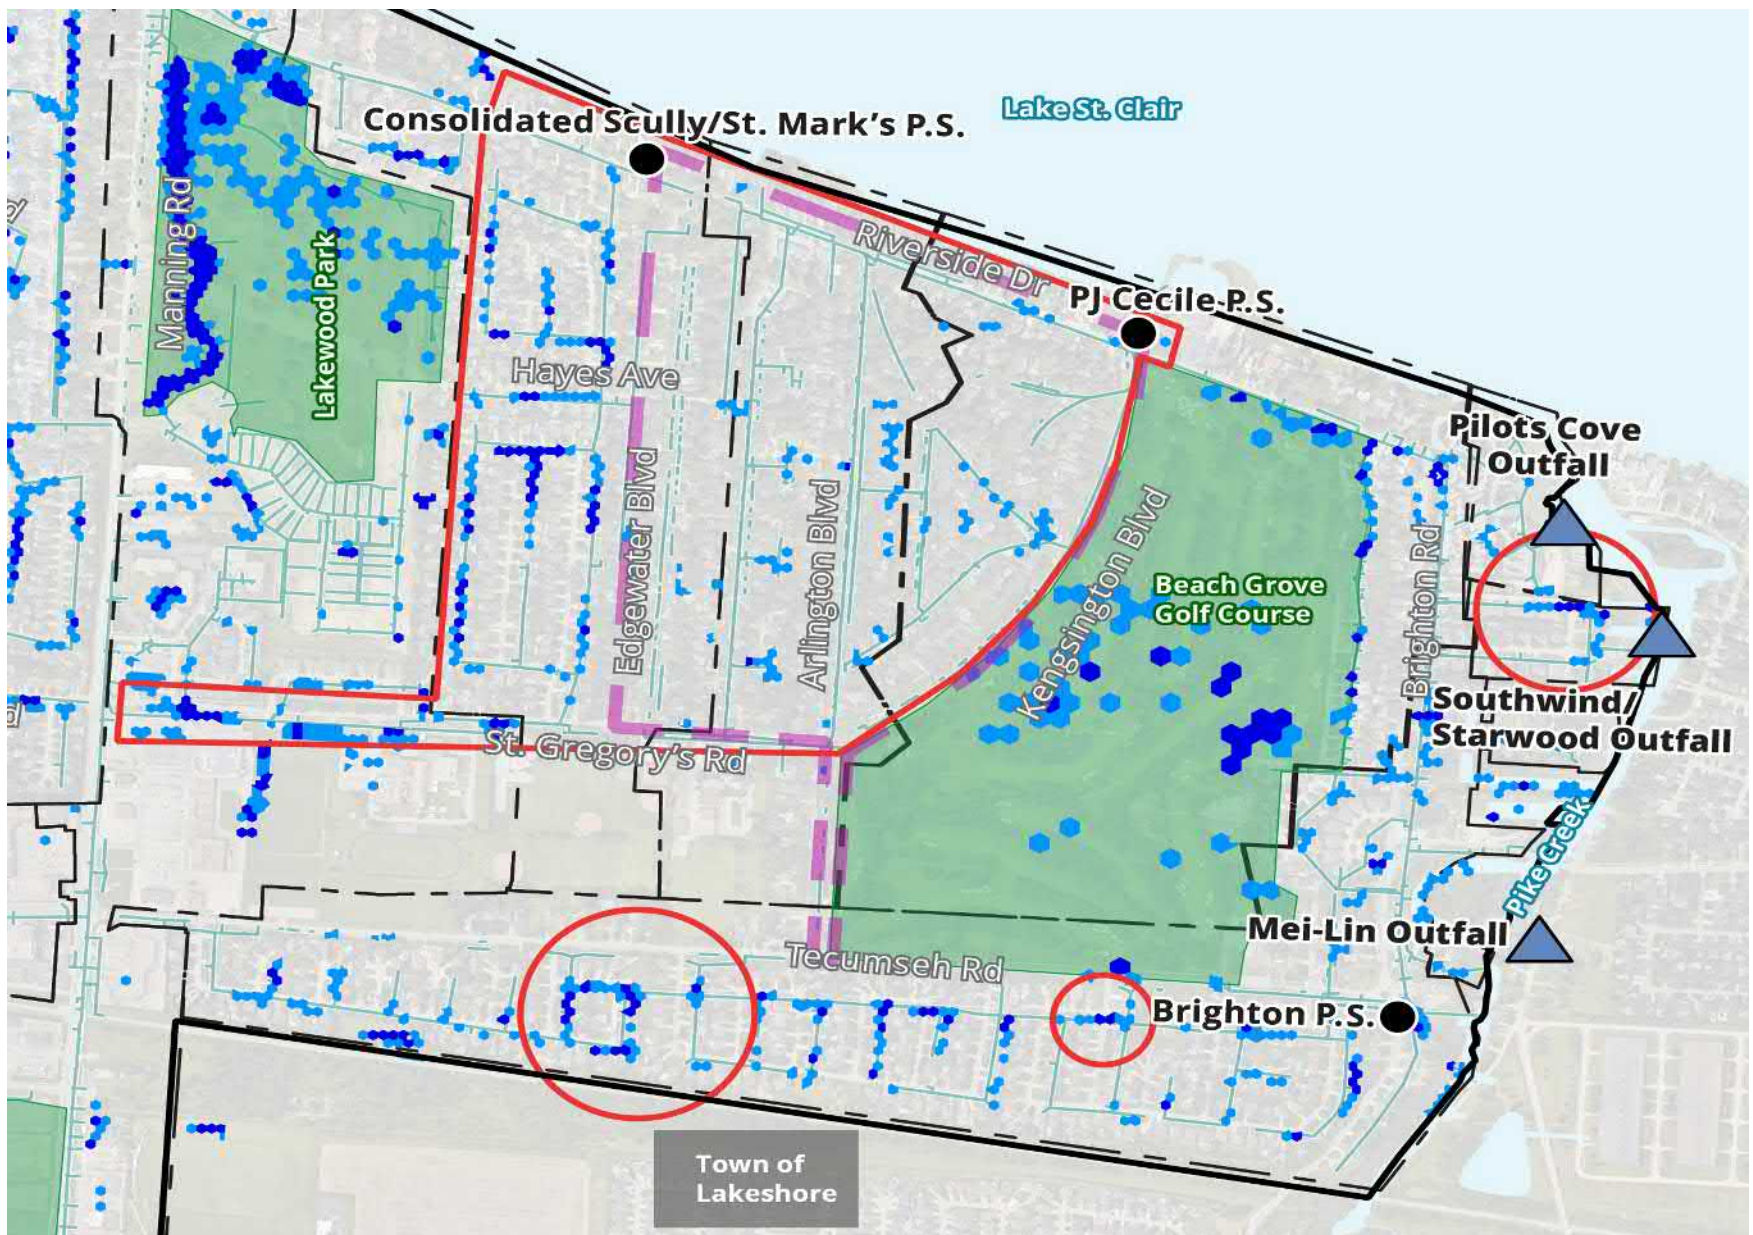 Lake St. Clair
Consolidated Scully/St. Mark's P.S.
Manning Rd
Lakewood Park
Riverside Dr
PJ Cecile P.S.
Hayes Ave
Pilots Cove
Outfall
Edgewater Blvd
Arlington Blvd
Kengsington Blvd
Beach Grove
Golf Course
Brighton Rd
Southwind/
Starwood Outfall
St. Gregory's Rd
Pike Creek
Mei-Lin Outfall
Tecumseh Rd
Brighton P.S.
Town of
Lakeshore